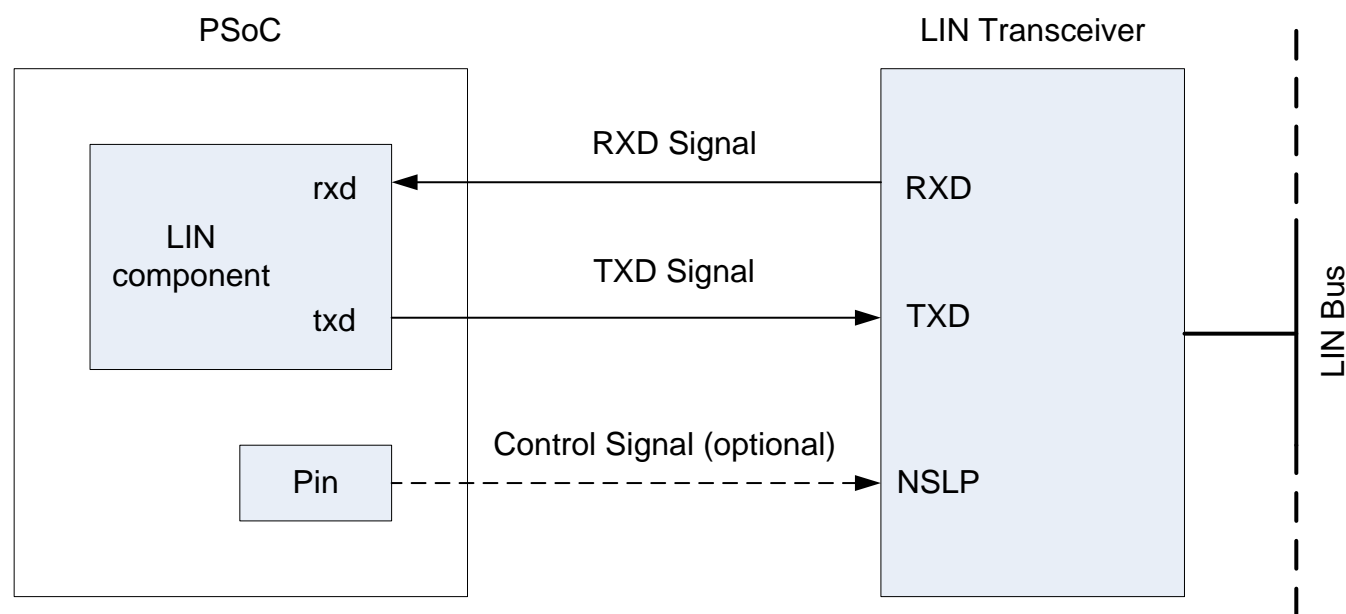 PSoC
LIN Transceiver
RXD Signal
rxd
RXD
LIN
component
TXD Signal
txd
TXD
LIN Bus
Control Signal (optional)
Pin
NSLP